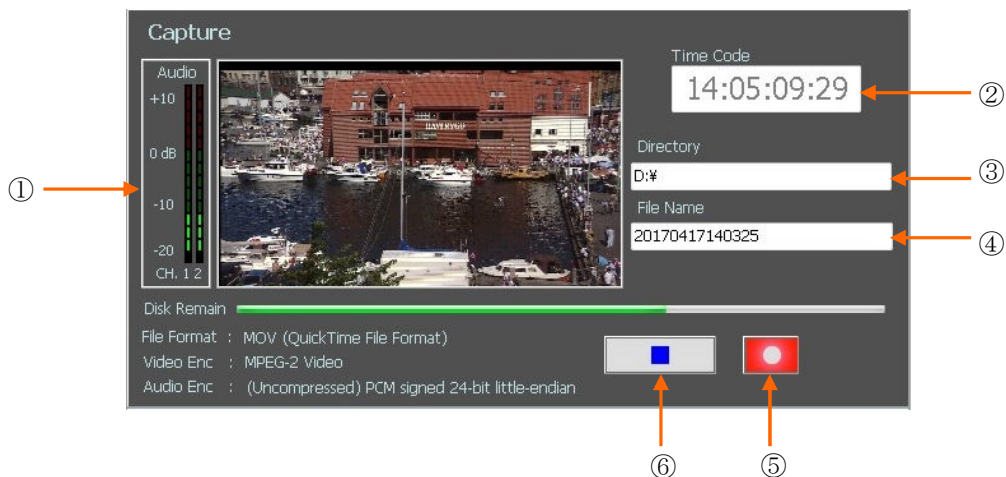 Capture
Audio
+10
0 dB
-10
-20
CH. 1 2
HAVERYGG
Time Code
14:05:09:29
②
Directory
D:¥
③
①
File Name
20170417140325
④
Disk Remain
File Format : MOV (QuickTime File Format)
Video Enc : MPEG-2 Video
Audio Enc : (Uncompressed) PCM signed 24-bit little-endian
⑥
⑤